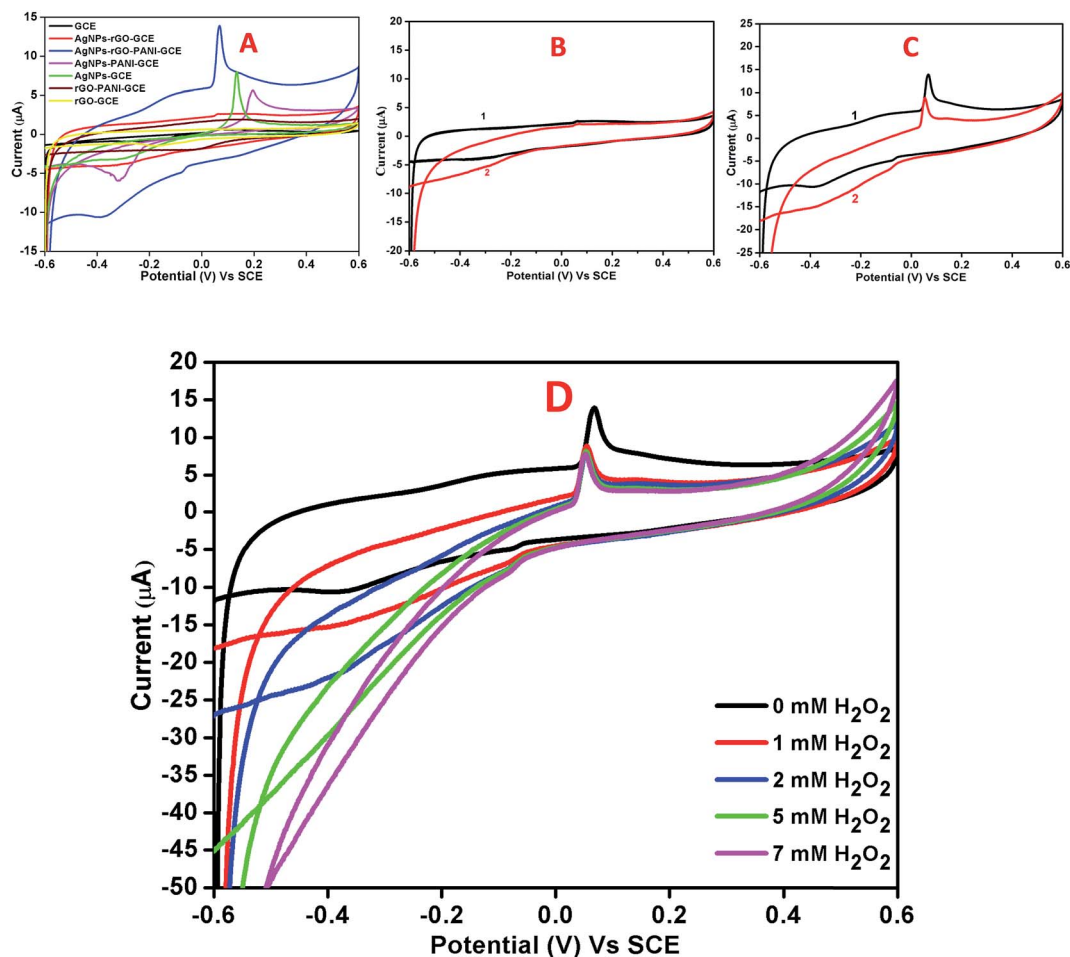 A
GCE
AgNPs-rGO-GCE
AgNPs-rGO-PANI-GCE
AgNPs-PANI-GCE
AgNPs-GCE
rGO-PANI-GCE
rGO-GCE
15
10
5
0
-5
-10
-15
Current (µA)
-0.6 -0.4 -0.2 0.0 0.2 0.4 0.6
Potential (V) Vs SCE
B
1
2
20
15
10
5
0
-5
-10
-15
-20
Current (µA)
-0.6 -0.4 -0.2 0.0 0.2 0.4 0.6
Potential (V) Vs SCE
C
1
2
25
20
15
10
5
0
-5
-10
-15
-20
-25
Current (µA)
-0.6 -0.4 -0.2 0.0 0.2 0.4 0.6
Potential (V) Vs SCE
D
20
15
10
5
0
-5
-10
-15
-20
-25
-30
-35
-40
-45
-50
Current (µA)
0 mM H₂O₂
1 mM H₂O₂
2 mM H₂O₂
5 mM H₂O₂
7 mM H₂O₂
-0.6 -0.4 -0.2 0.0 0.2 0.4 0.6
Potential (V) Vs SCE